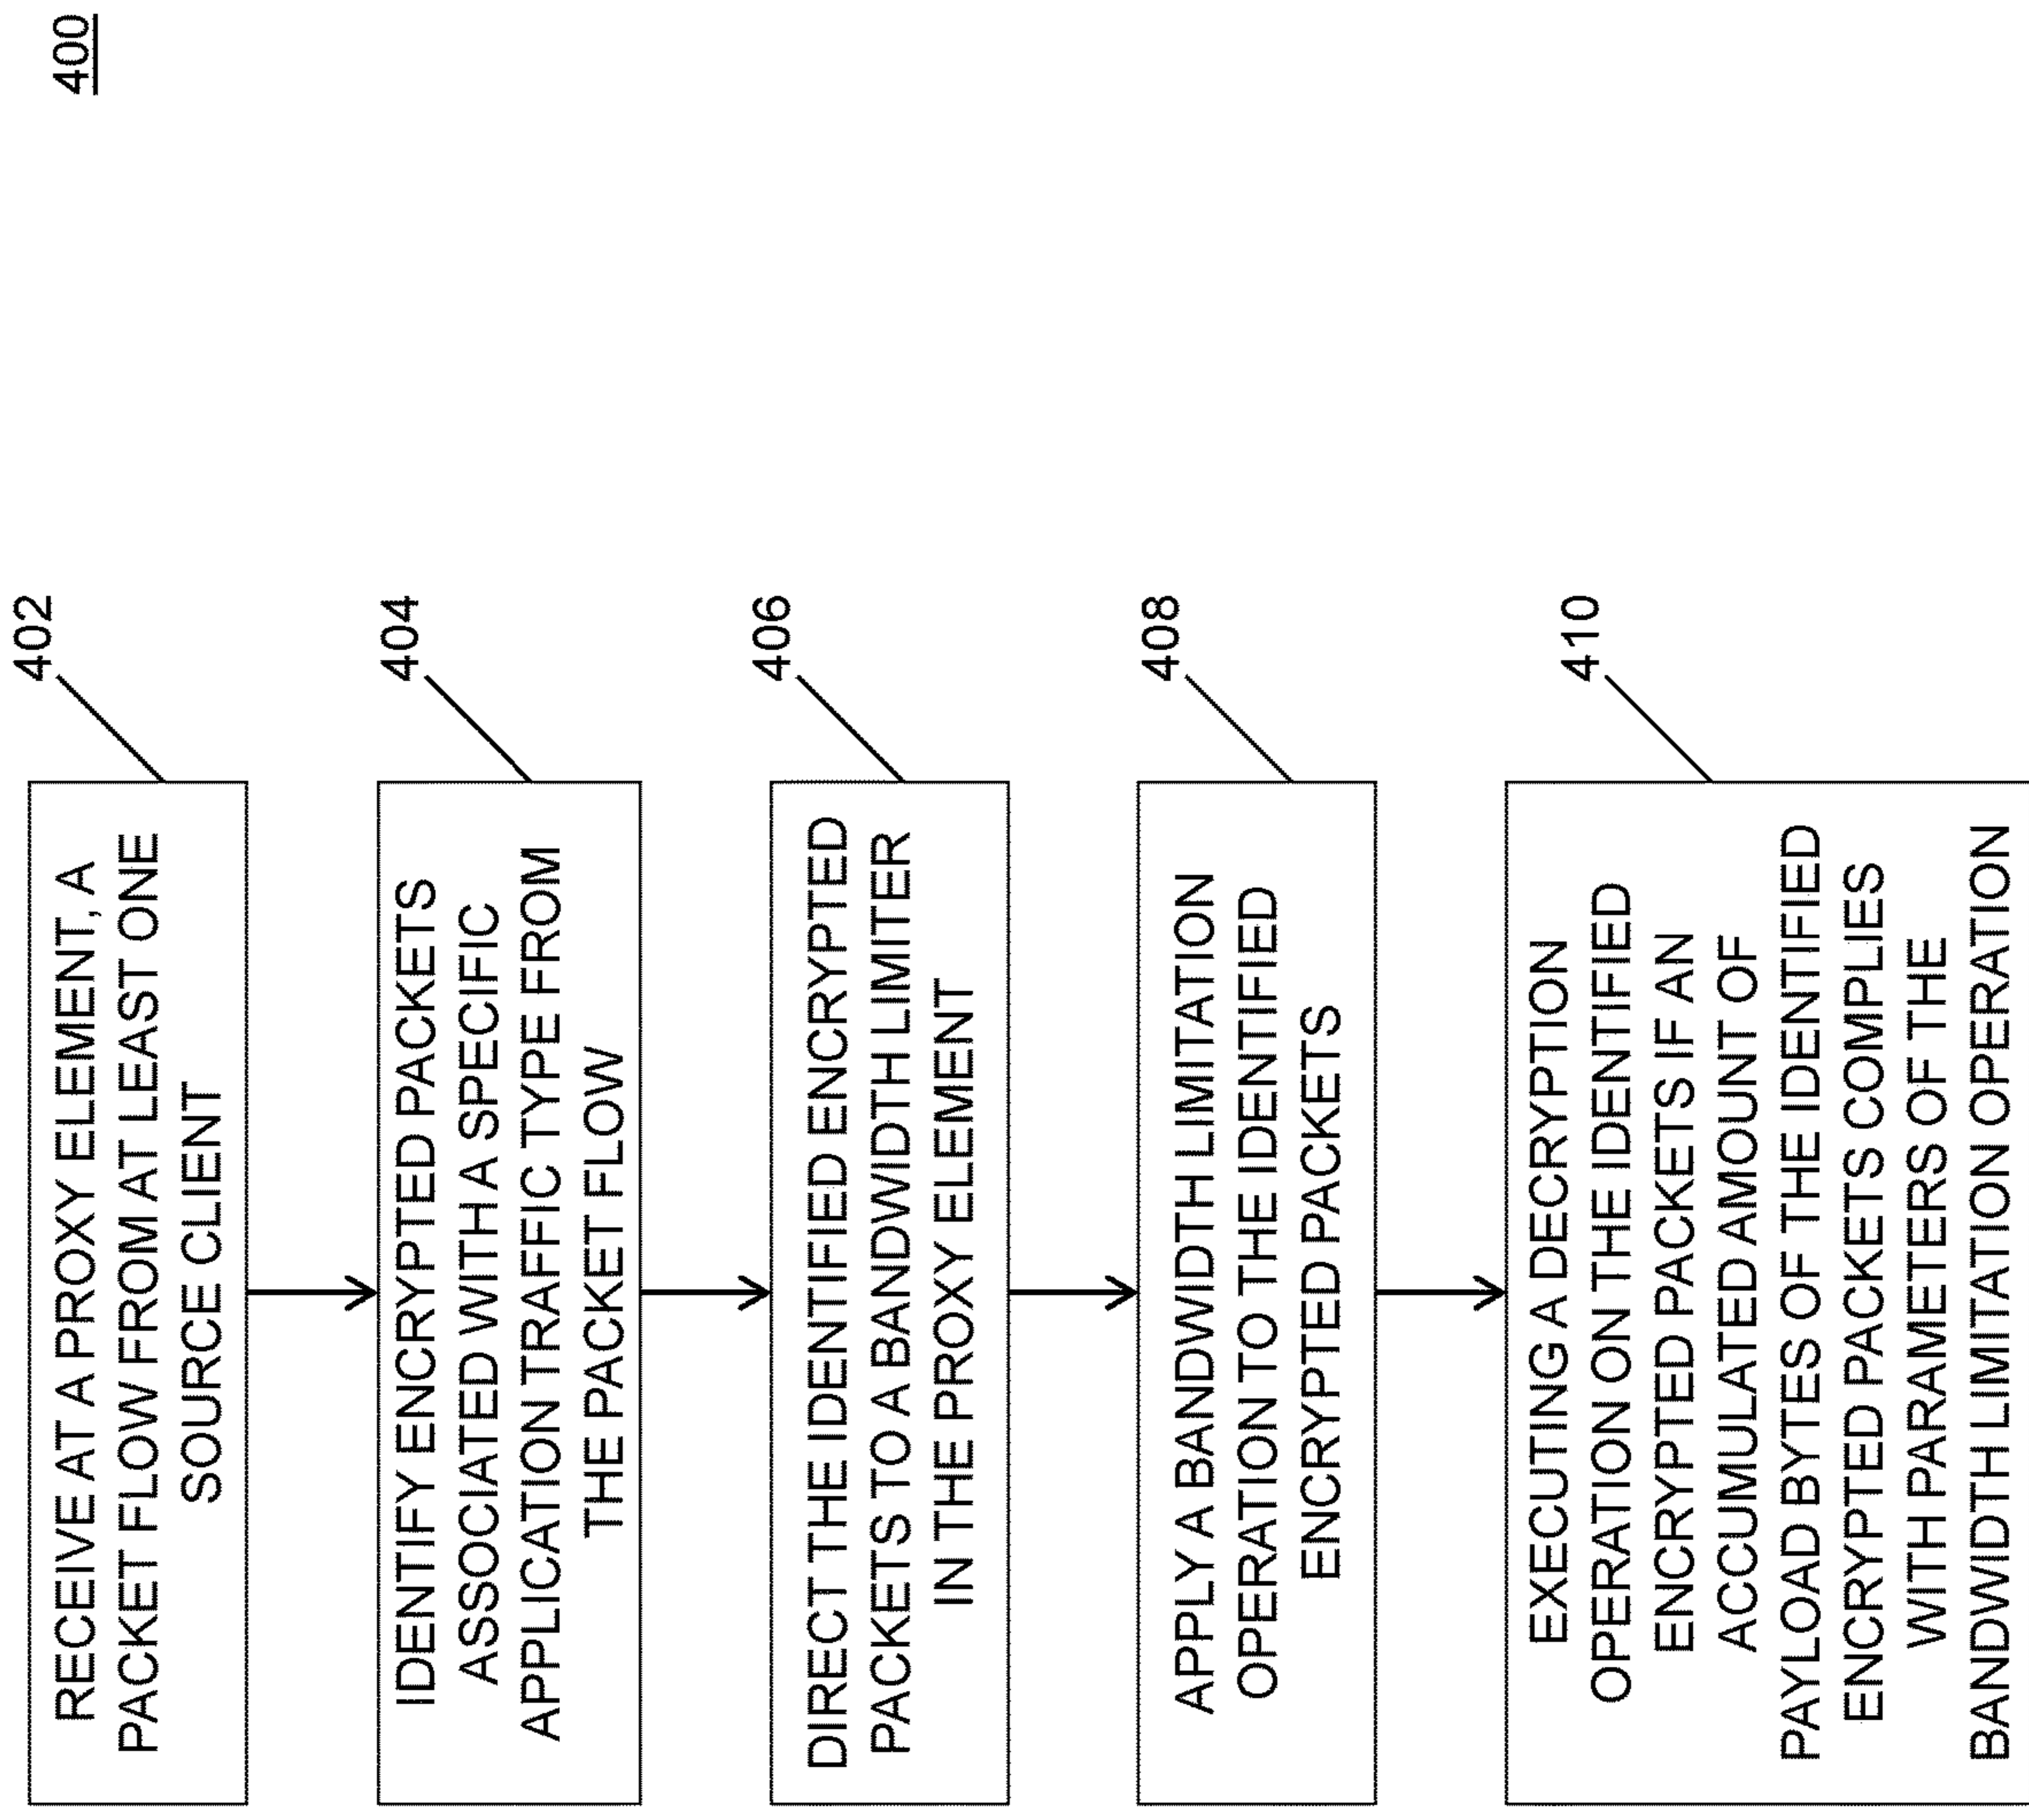 400
402
RECEIVE AT A PROXY ELEMENT, A
PACKET FLOW FROM AT LEAST ONE
SOURCE CLIENT
404
IDENTIFY ENCRYPTED PACKETS
ASSOCIATED WITH A SPECIFIC
APPLICATION TRAFFIC TYPE FROM
THE PACKET FLOW
406
DIRECT THE IDENTIFIED ENCRYPTED
PACKETS TO A BANDWIDTH LIMITER
IN THE PROXY ELEMENT
408
APPLY A BANDWIDTH LIMITATION
OPERATION TO THE IDENTIFIED
ENCRYPTED PACKETS
410
EXECUTING A DECRYPTION
OPERATION ON THE IDENTIFIED
ENCRYPTED PACKETS IF AN
ACCUMULATED AMOUNT OF
PAYLOAD BYTES OF THE IDENTIFIED
ENCRYPTED PACKETS COMPLIES
WITH PARAMETERS OF THE
BANDWIDTH LIMITATION OPERATION